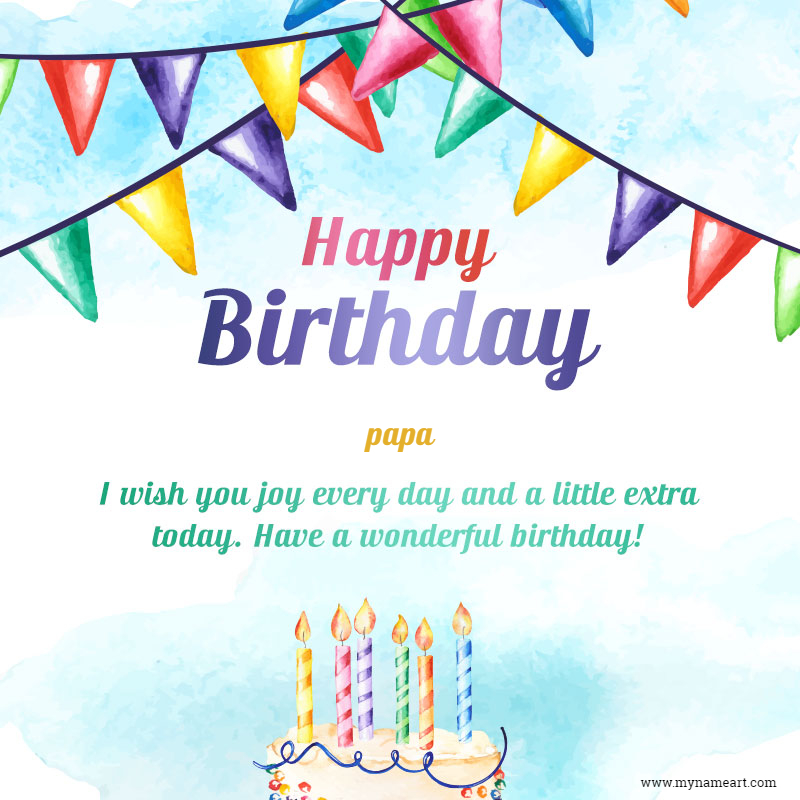 Happy
Birthday
papa
I wish you joy every day and a little extra
today. Have a wonderful birthday!
www.mynameart.com